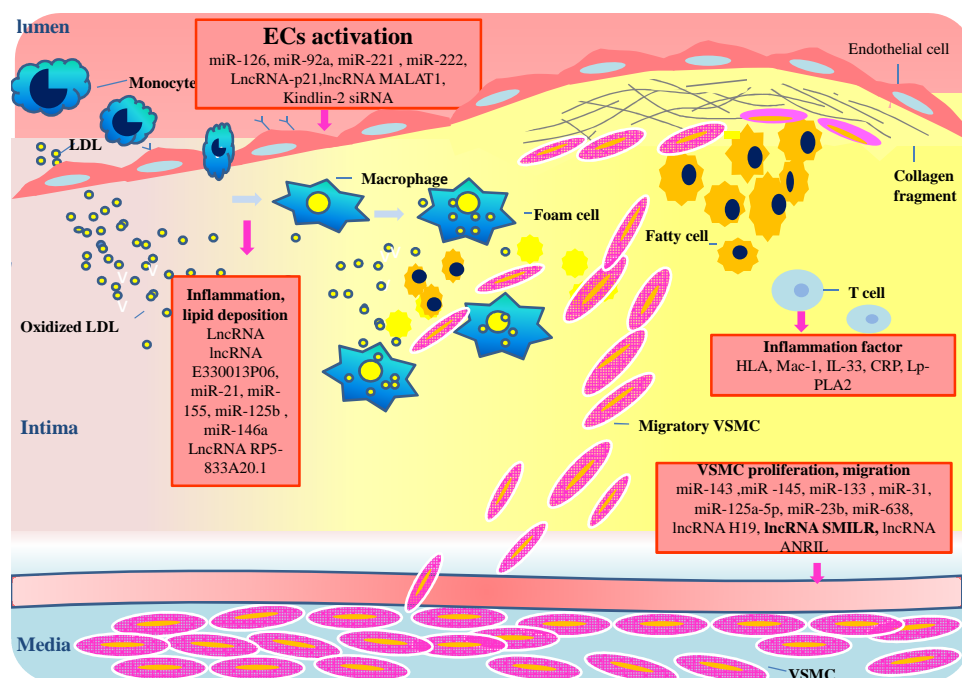 lumen
ECs activation
miR-126, miR-92a, miR-221 , miR-222,
LncRNA-p21,lncRNA MALAT1,
Kindlin-2 siRNA
Endothelial cell
Monocyte
LDL
Macrophage
Foam cell
Collagen
fragment
Fatty cell
T cell
Oxidized LDL
Inflammation,
lipid deposition
LncRNA
lncRNA
E330013P06,
miR-21, miR-
155, miR-125b ,
miR-146a
LncRNA RP5-
833A20.1
Inflammation factor
HLA, Mac-1, IL-33, CRP, Lp-
PLA2
Intima
Migratory VSMC
VSMC proliferation, migration
miR-143 ,miR -145, miR-133 , miR-31,
miR-125a-5p, miR-23b, miR-638,
lncRNA H19, lncRNA SMILR, lncRNA
ANRIL
Media
VSMC